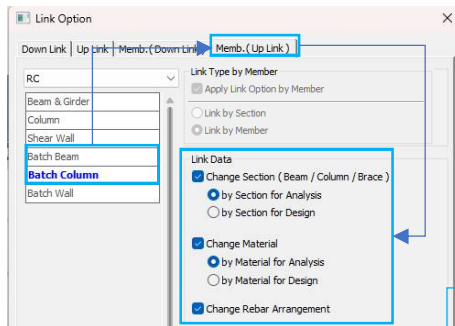 Link Option
Down Link Up Link Memb.( Down Link ) Memb.( Up Link )
RC
Beam & Girder
Column
Shear Wall
Batch Beam
Batch Column
Batch Wall
Link Type by Member
Apply Link Option by Member
Link by Section
Link by Member
Link Data
Change Section ( Beam / Column / Brace )
by Section for Analysis
by Section for Design
Change Material
by Material for Analysis
by Material for Design
Change Rebar Arrangement